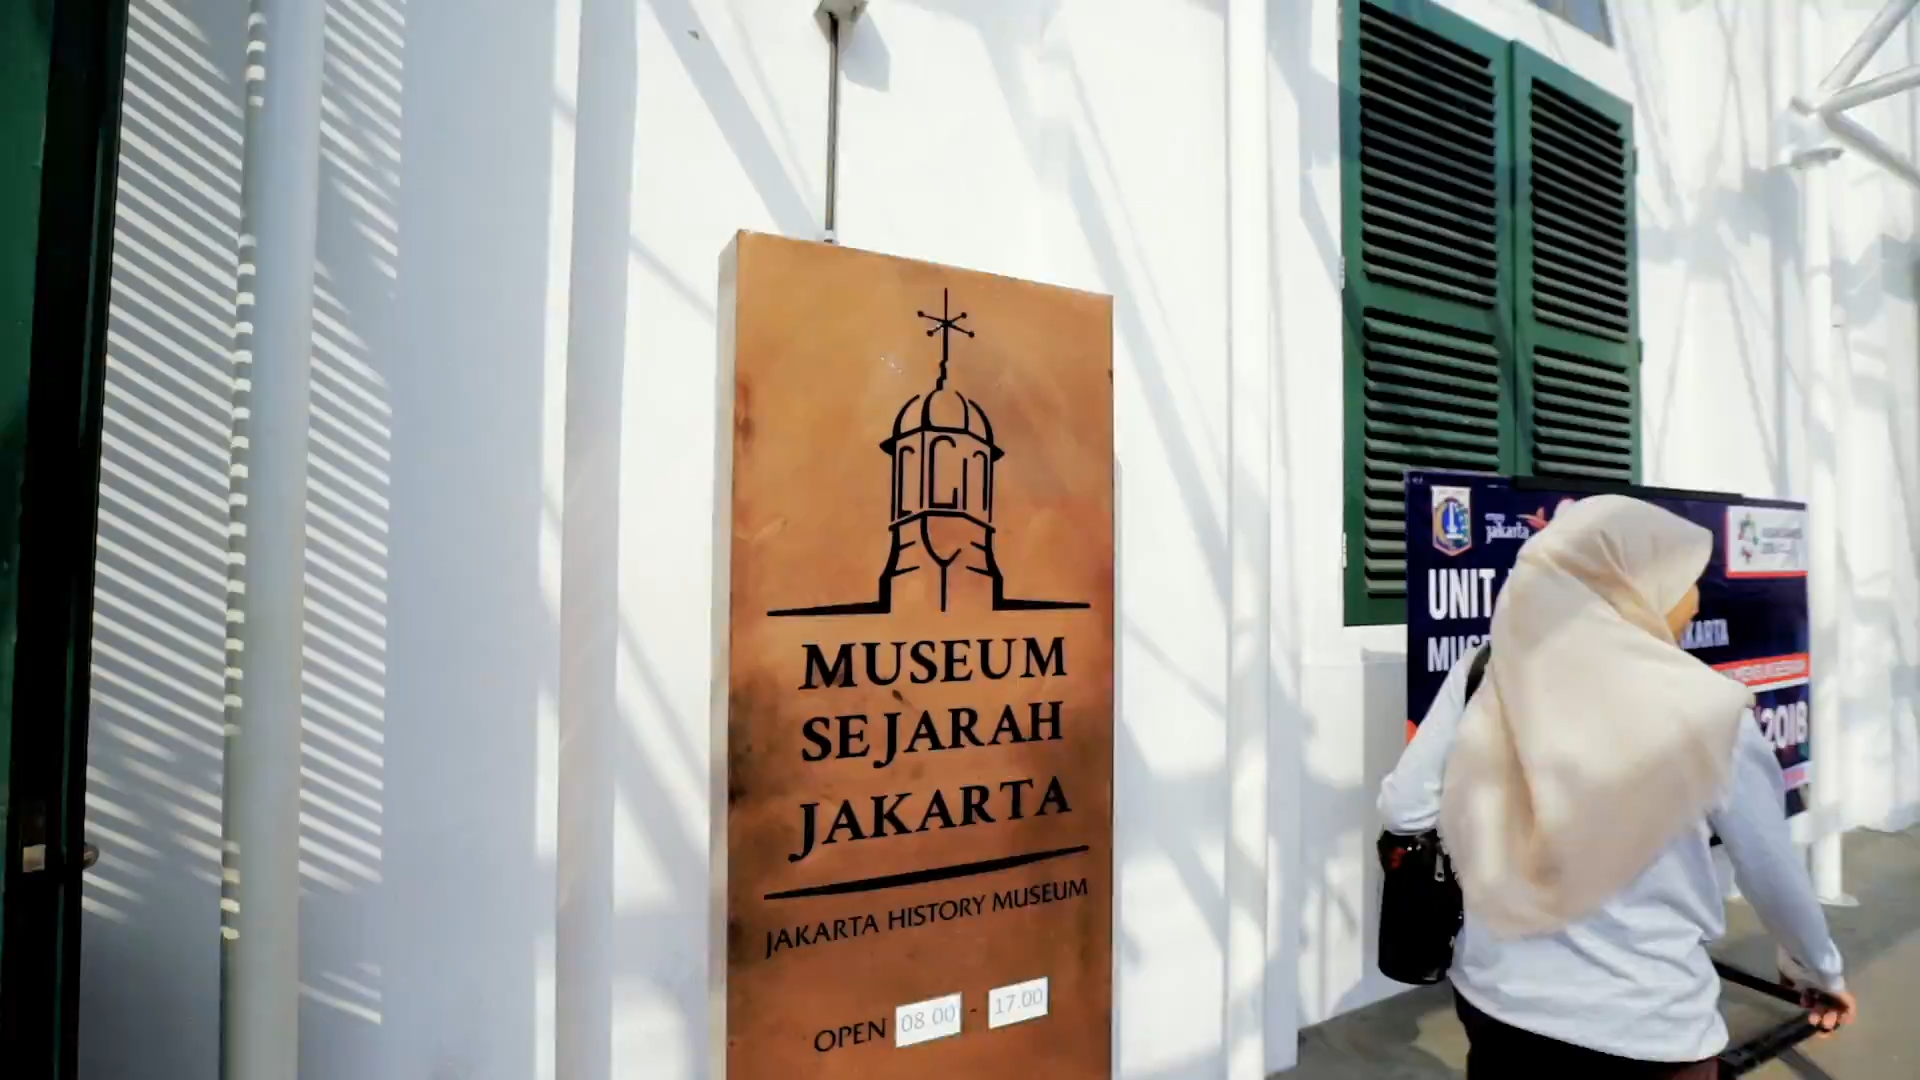 MUSEUM
SEJARAH
JAKARTA
JAKARTA HISTORY MUSEUM
OPEN 08 00 - 17.00
jakarta
UNIT
2018